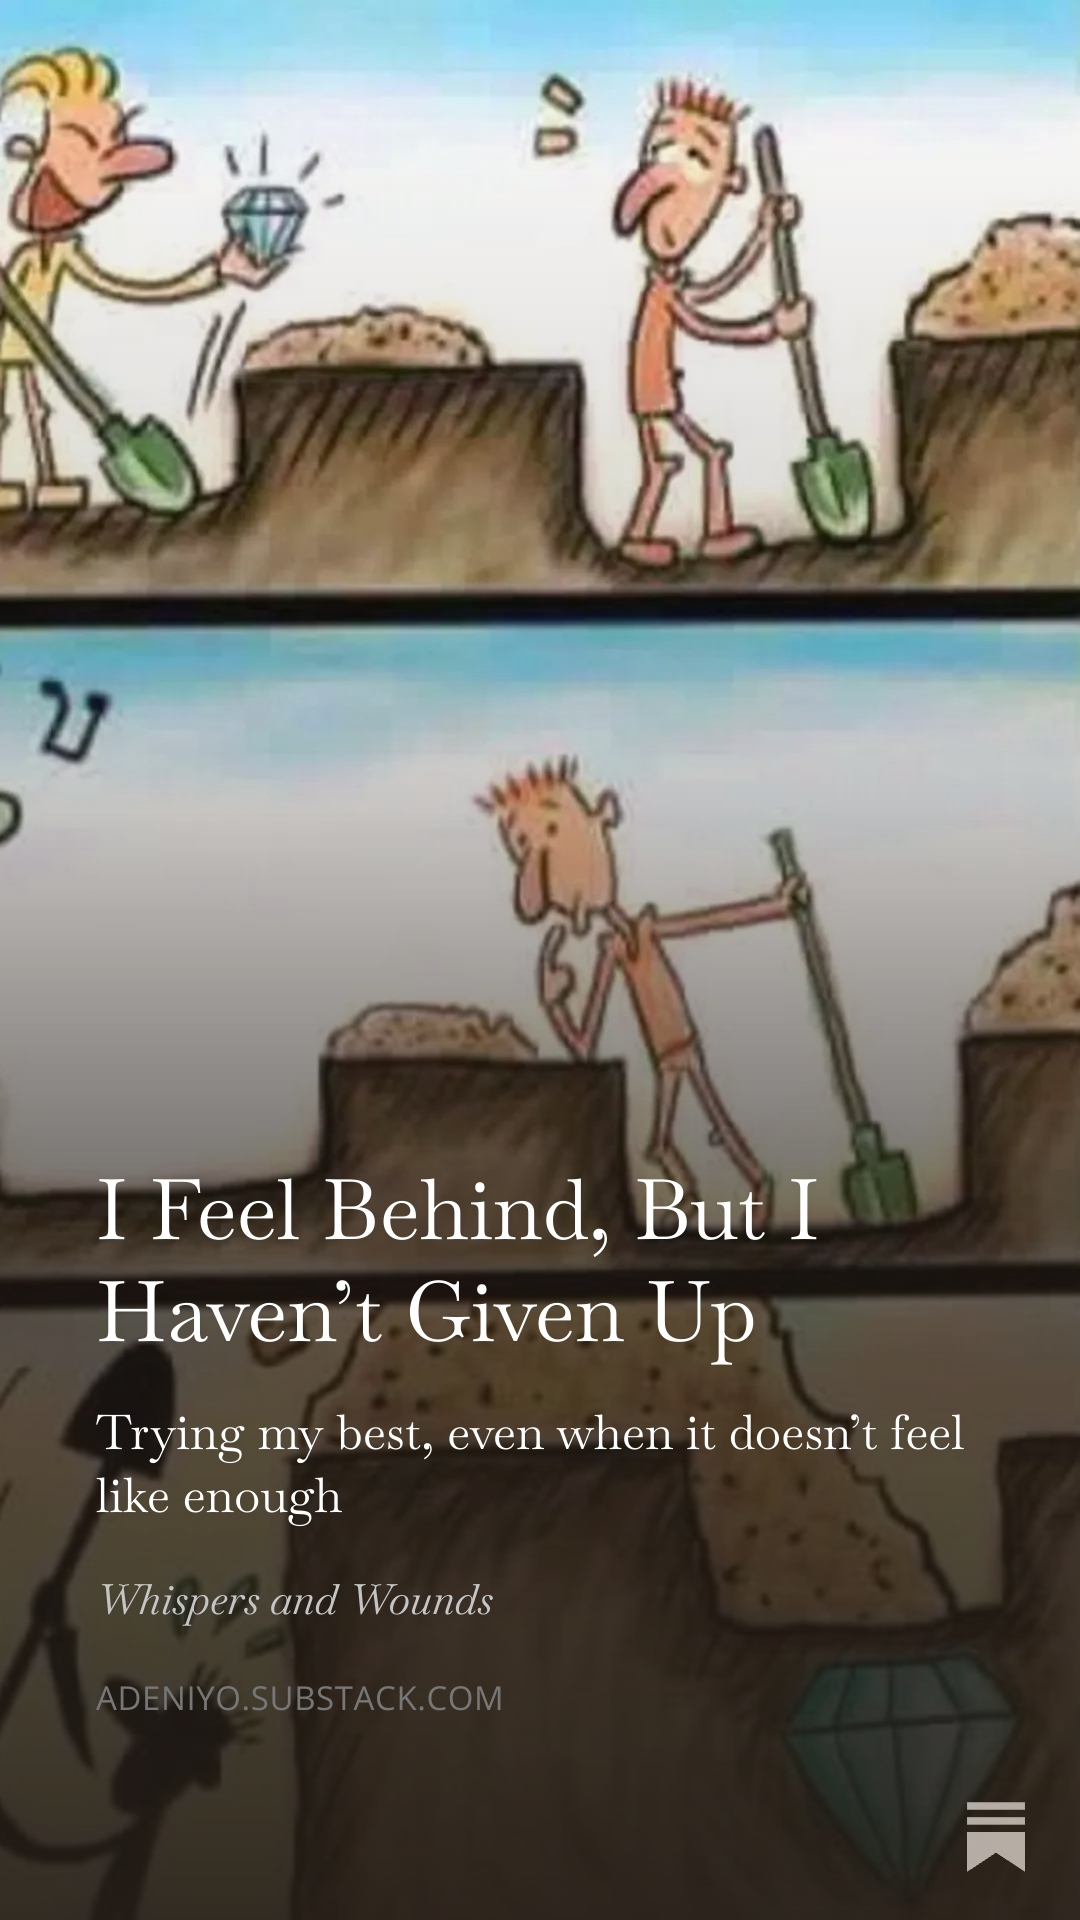 I Feel Behind, But I
Haven’t Given Up
Trying my best, even when it doesn’t feel
like enough
Whispers and Wounds
ADENIYO.SUBSTACK.COM